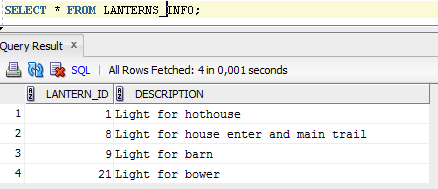 SELECT * FROM LANTERNS_INFO;
Query Result x
SQL | All Rows Fetched: 4 in 0,001 seconds
LANTERN_ID DESCRIPTION
1 1 Light for hothouse
2 8 Light for house enter and main trail
3 9 Light for barn
4 21 Light for bower